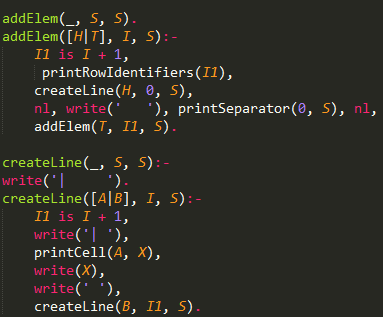 addElem(_, S, S).
addElem([H|T], I, S):-
    I1 is I + 1,
     printRowIdentifiers(I1),
    createLine(H, 0, S),
    nl, write('   '), printSeparator(0, S), nl,
    addElem(T, I1, S).

createLine(_, S, S):-
write('|     ').
createLine([A|B], I, S):-
    I1 is I + 1,
    write('| '),
    printCell(A, X),
    write(X),
    write(' '),
    createLine(B, I1, S).